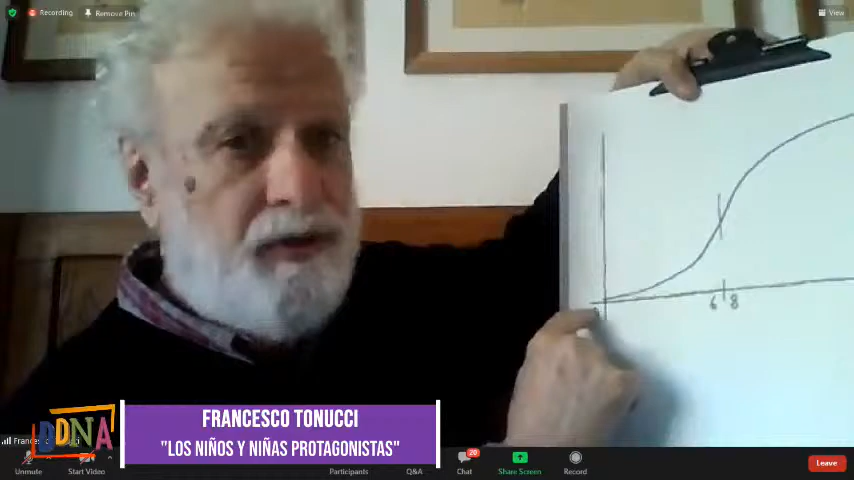 Recording
Remove Pin
View
6 8
FRANCESCO TONUCCI
"LOS NIÑOS Y NIÑAS PROTAGONISTAS"
DDNA
Unmute
Start Video
Participants
Q&A
Chat
20
Share Screen
Record
Leave